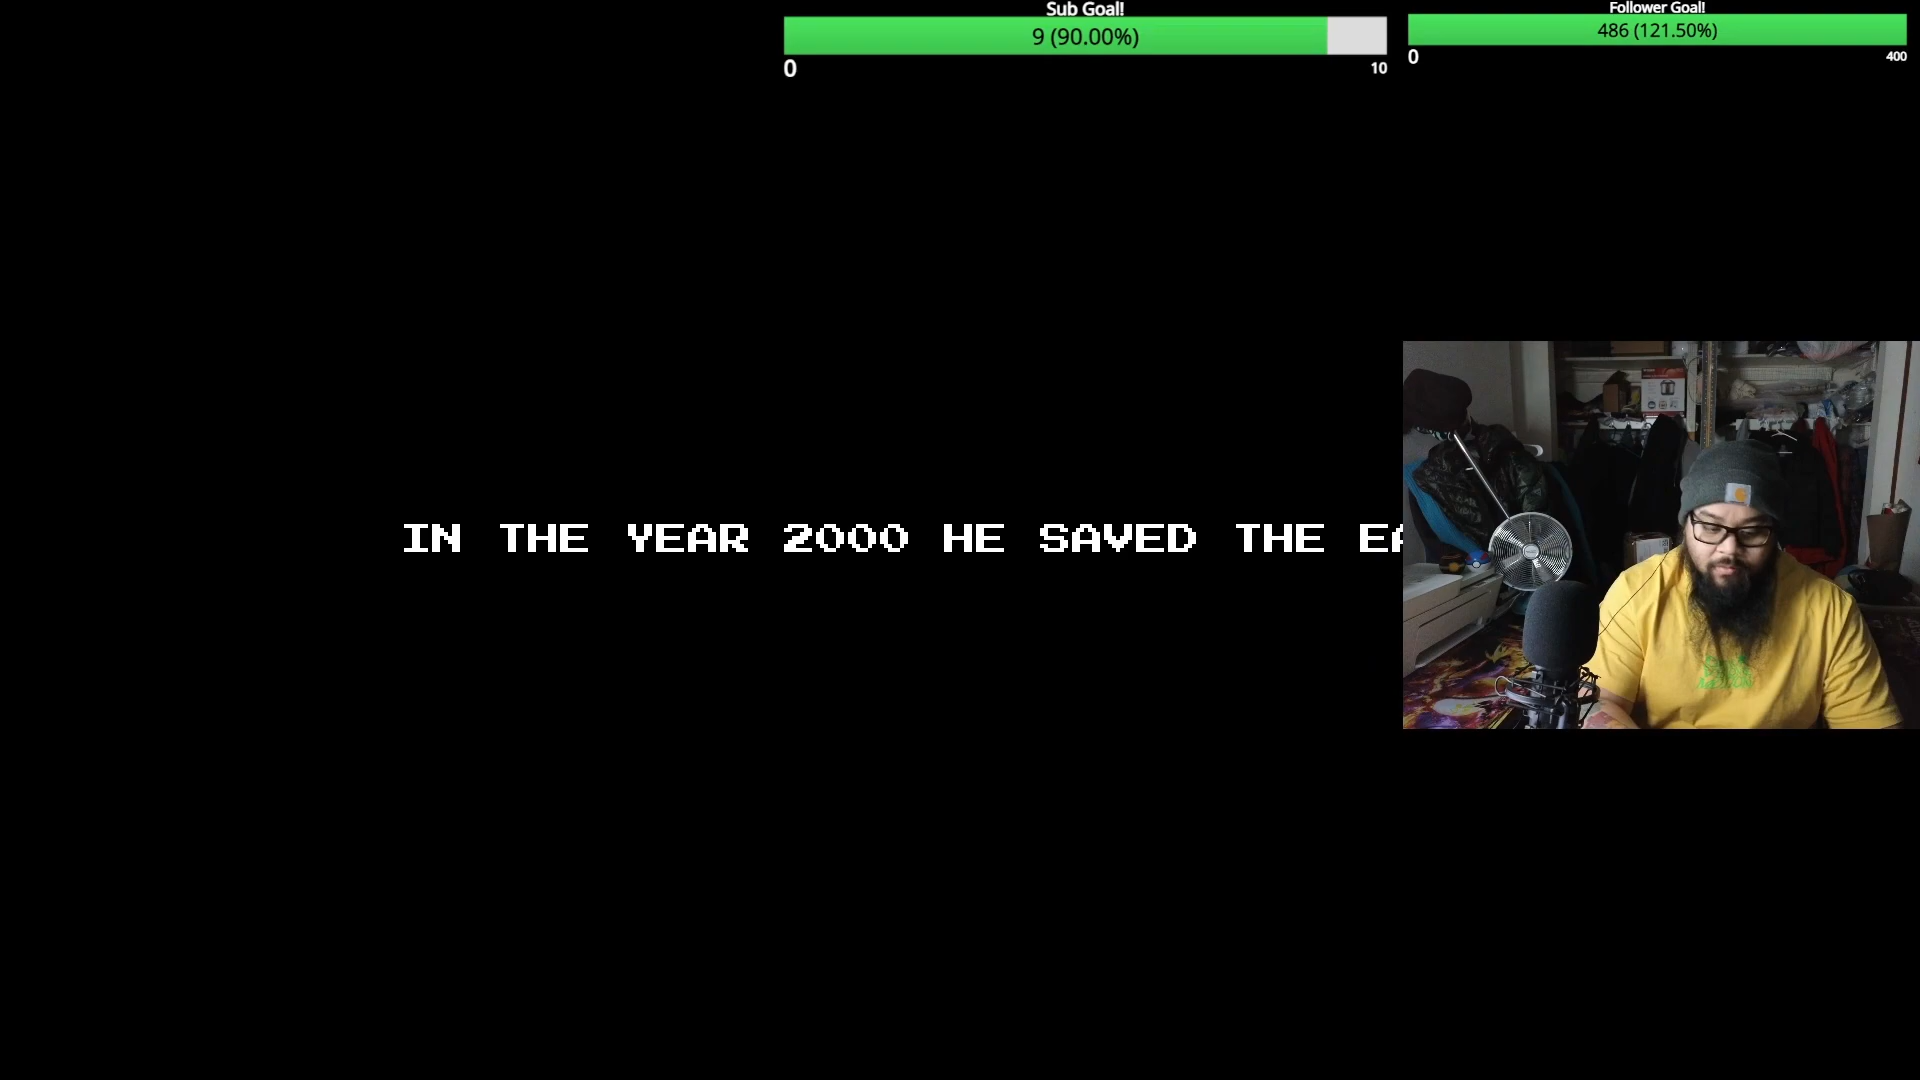 Sub Goal!
9 (90.00%)
0 10
Follower Goal!
486 (121.50%)
0 400
IN THE YEAR 2000 HE SAVED THE EA